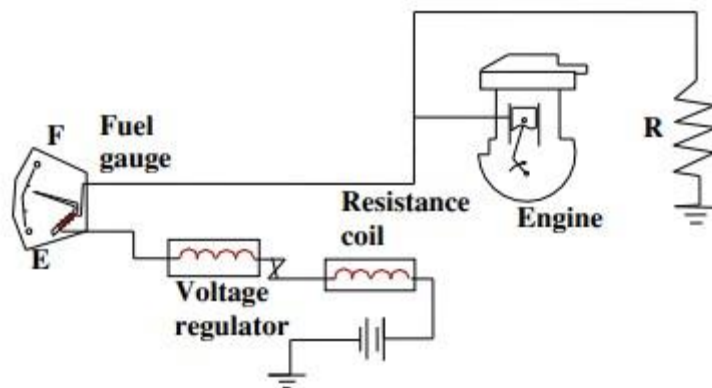 F
Fuel
gauge
E
R
Engine
Resistance
coil
Voltage
regulator